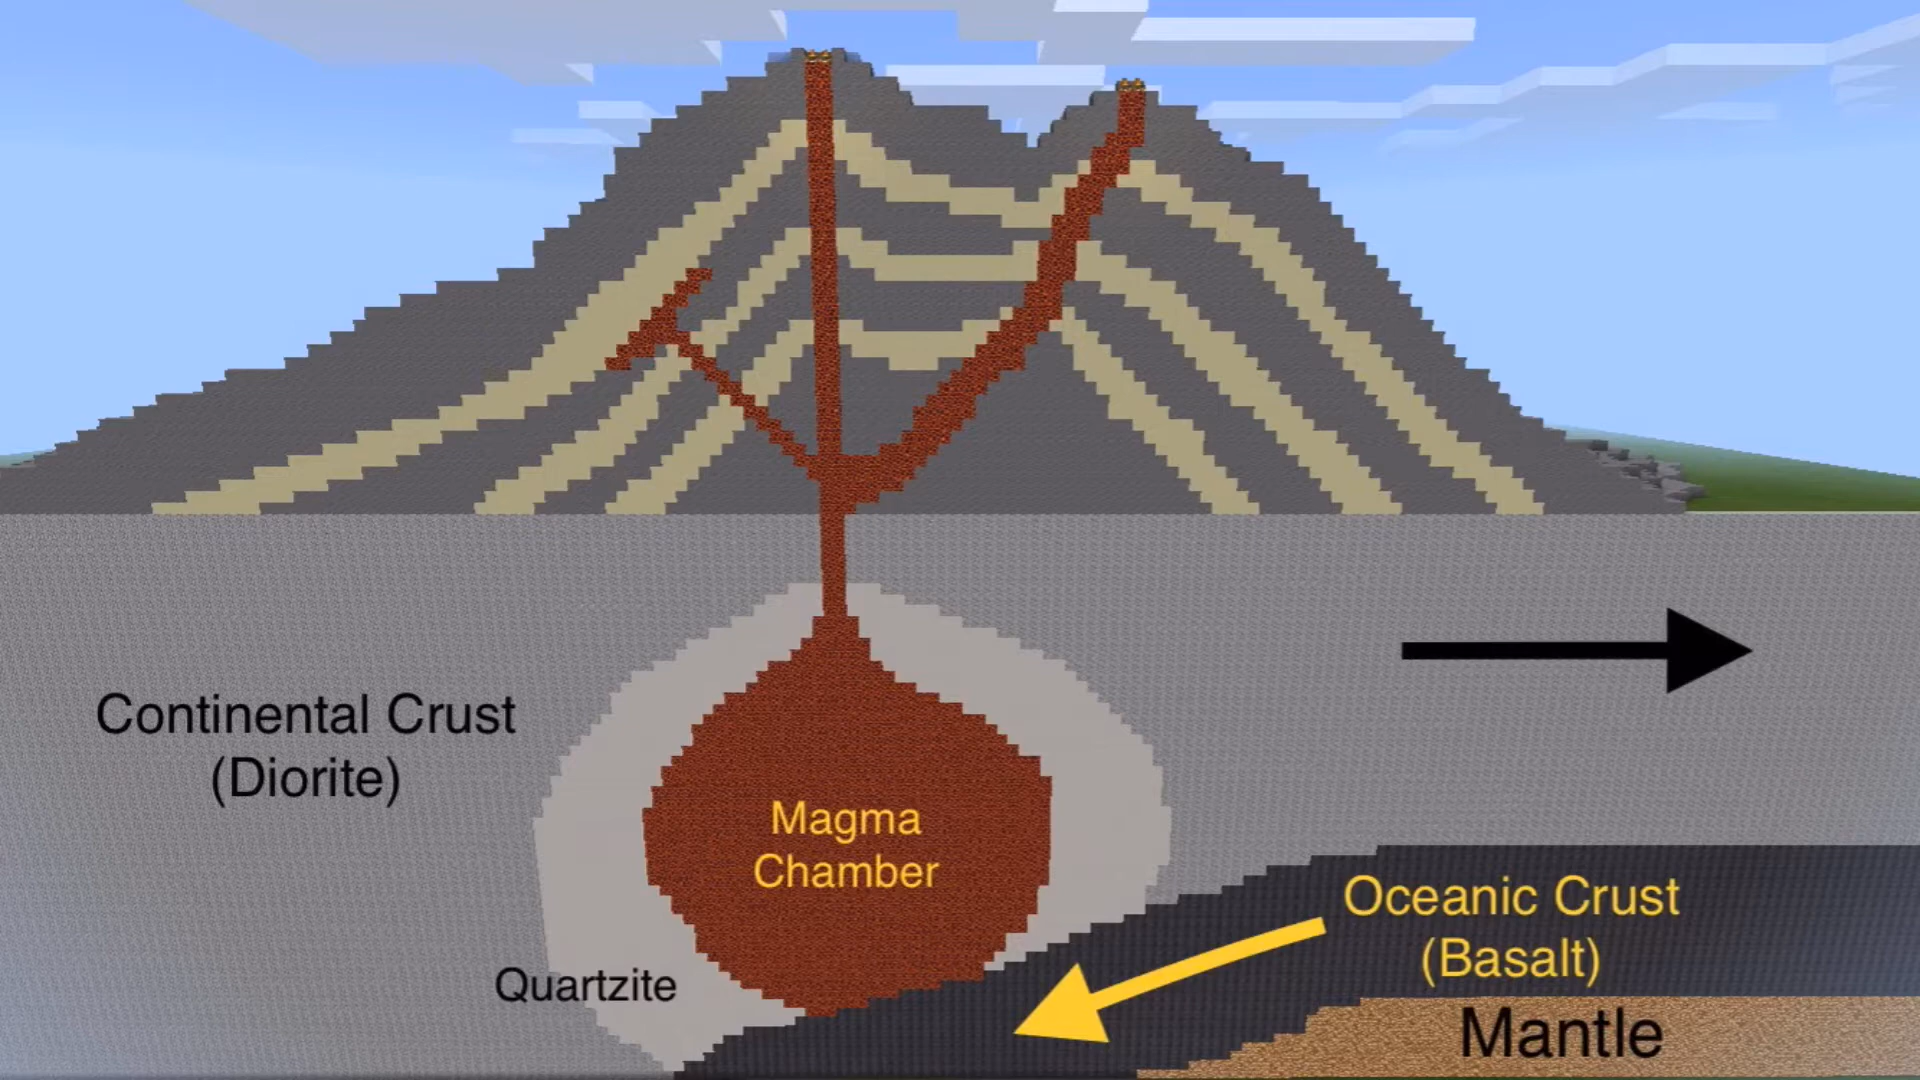 Continental Crust
(Diorite)
Magma
Chamber
Quartzite
Oceanic Crust
(Basalt)
Mantle